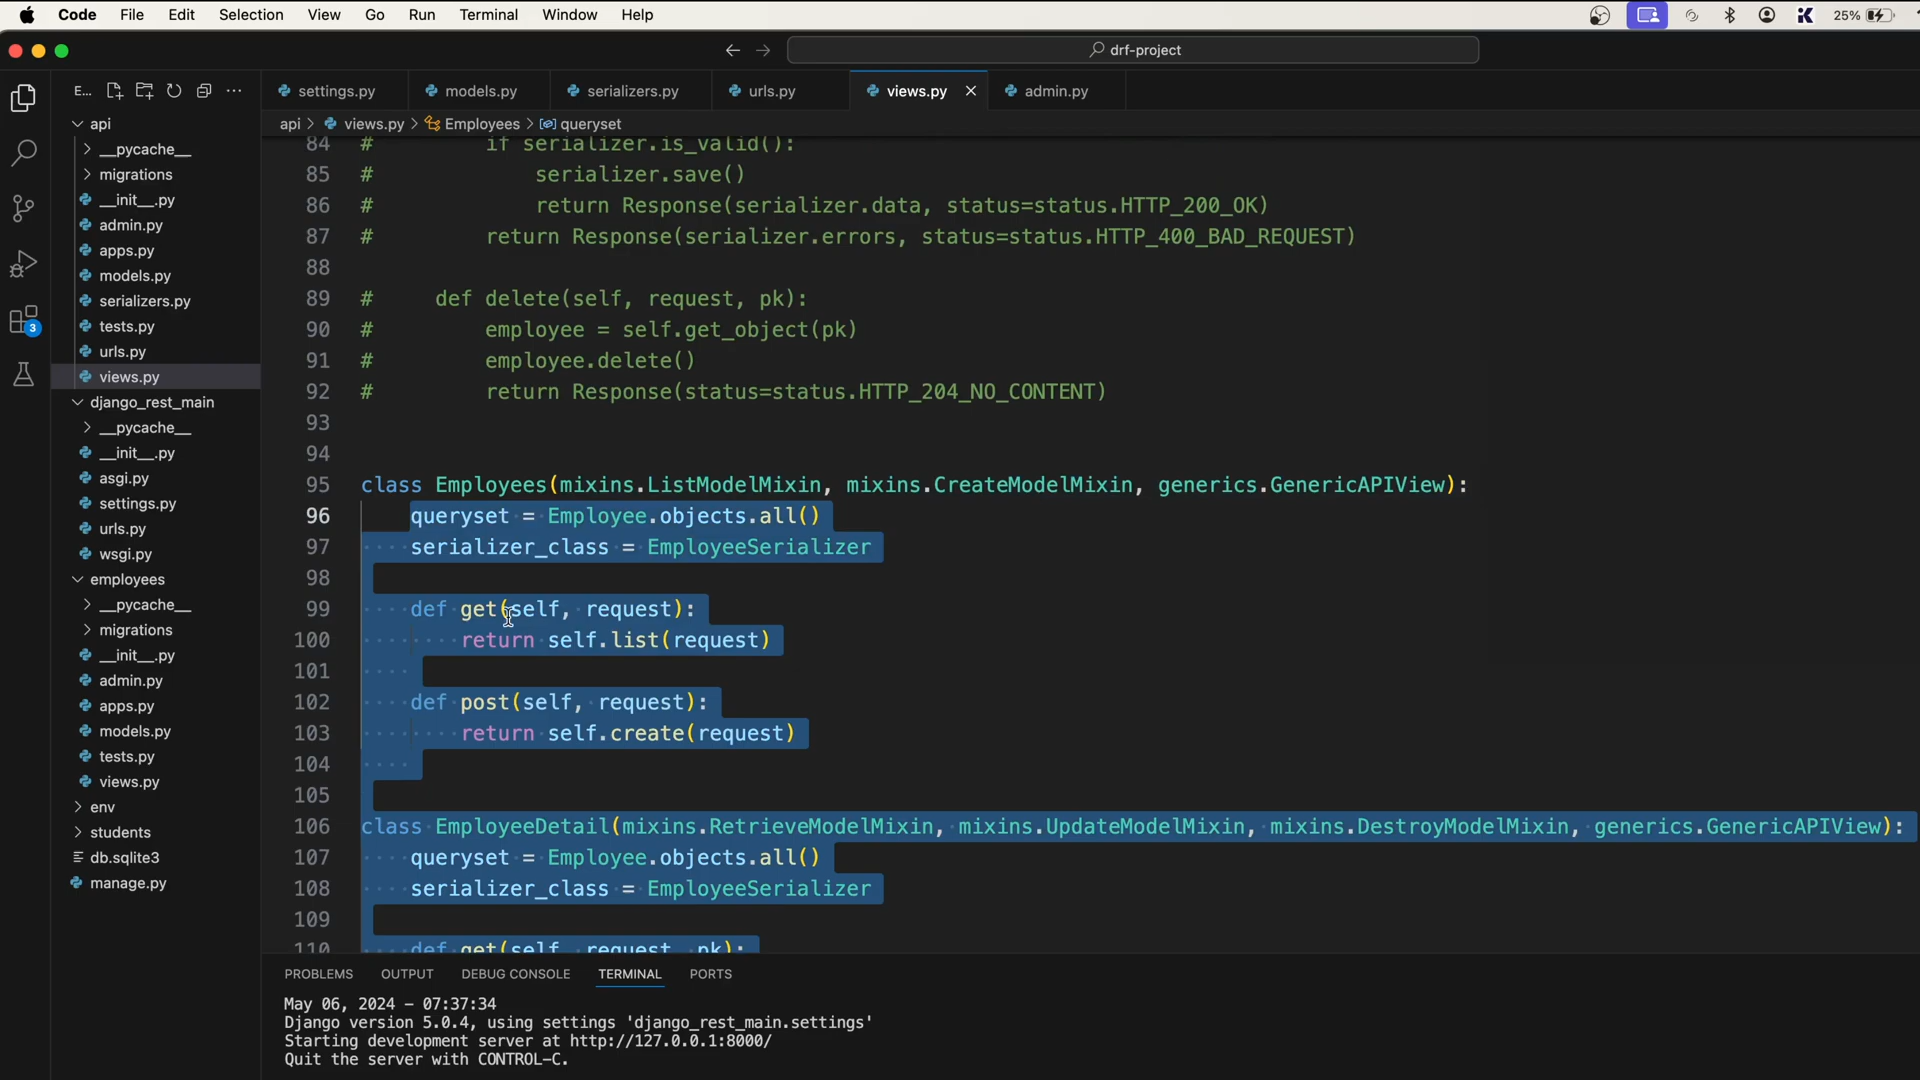 Code File Edit Selection View Go Run Terminal Window Help 25%
drf-project
E... settings.py models.py serializers.py urls.py views.py admin.py
api > views.py > Employees > queryset
api
__pycache__
migrations
__init__.py
admin.py
apps.py
models.py
serializers.py
tests.py
urls.py
views.py
django_rest_main
__pycache__
__init__.py
asgi.py
settings.py
urls.py
wsgi.py
employees
__pycache__
migrations
__init__.py
admin.py
apps.py
models.py
tests.py
views.py
env
students
db.sqlite3
manage.py
3
84 # if serializer.is_valid():
85 # serializer.save()
86 # return Response(serializer.data, status=status.HTTP_200_OK)
87 # return Response(serializer.errors, status=status.HTTP_400_BAD_REQUEST)
88
89 # def delete(self, request, pk):
90 # employee = self.get_object(pk)
91 # employee.delete()
92 # return Response(status=status.HTTP_204_NO_CONTENT)
93
94
95 class Employees(mixins.ListModelMixin, mixins.CreateModelMixin, generics.GenericAPIView):
96 queryset = Employee.objects.all()
97 serializer_class = EmployeeSerializer
98
99 def get(self, request):
100 return self.list(request)
101
102 def post(self, request):
103 return self.create(request)
104
105
106 class EmployeeDetail(mixins.RetrieveModelMixin, mixins.UpdateModelMixin, mixins.DestroyModelMixin, generics.GenericAPIView):
107 queryset = Employee.objects.all()
108 serializer_class = EmployeeSerializer
109
110 def get(self, request, pk):
PROBLEMS OUTPUT DEBUG CONSOLE TERMINAL PORTS
May 06, 2024 - 07:37:34
Django version 5.0.4, using settings 'django_rest_main.settings'
Starting development server at http://127.0.0.1:8000/
Quit the server with CONTROL-C.